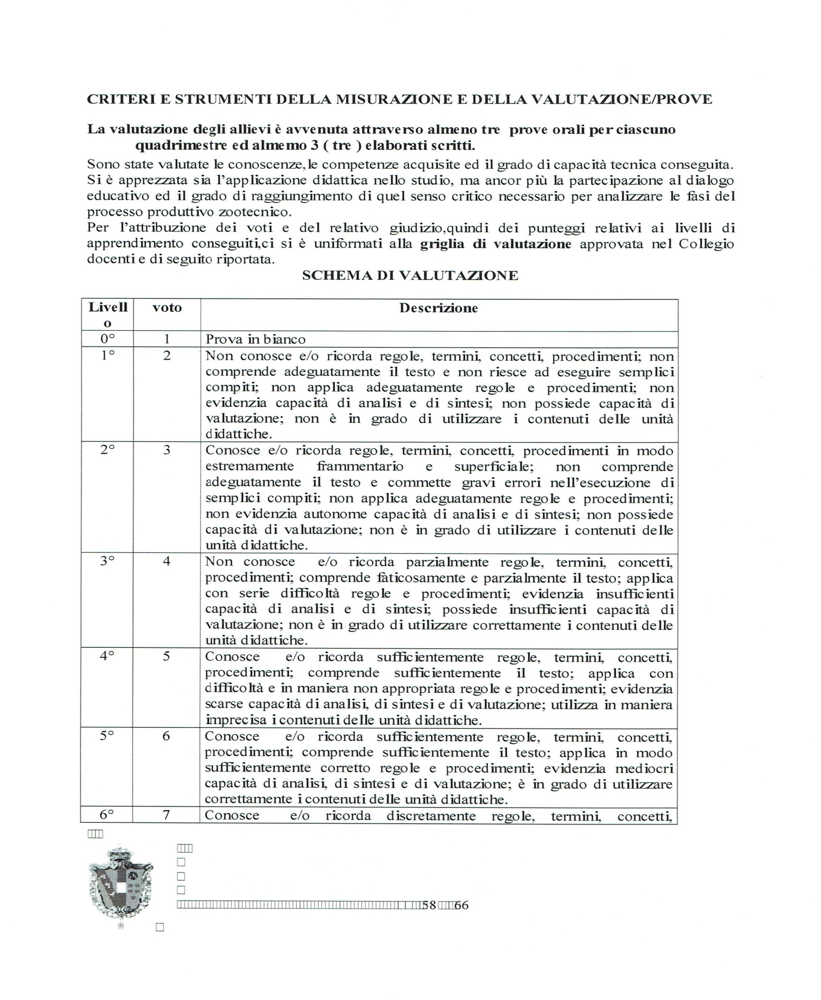 CRITERI E STRUMENTI DELLA MISURAZIONE E DELLA VALUTAZIONE/PROVE
La valutazione degli allievi è avvenuta attraverso almeno tre prove orali per ciascuno
quadrimestre ed almemo 3 ( tre ) elaborati scritti.
Sono state valutate le conoscenze,le competenze acquisite ed il grado di capacità tecnica conseguita.
Si è apprezzata sia l’applicazione didattica nello studio, ma ancor più la partecipazione al dialogo
educativo ed il grado di raggiungimento di quel senso critico necessario per analizzare le fasi del
processo produttivo zootecnico.
Per l’attribuzione dei voti e del relativo giudizio,quindi dei punteggi relativi ai livelli di
apprendimento conseguiti,ci si è uniformati alla griglia di valutazione approvata nel Collegio
docenti e di seguito riportata.
SCHEMA DI VALUTAZIONE
Livell voto Descrizione
o
0° 1 Prova in bianco
1° 2 Non conosce e/o ricorda regole, termini, concetti, procedimenti; non
comprende adeguatamente il testo e non riesce ad eseguire semplici
compiti; non applica adeguatamente regole e procedimenti; non
evidenzia capacità di analisi e di sintesi; non possiede capacità di
valutazione; non è in grado di utilizzare i contenuti delle unità
didattiche.
2° 3 Conosce e/o ricorda regole, termini, concetti, procedimenti in modo
estremamente frammentario e superficiale; non comprende
adeguatamente il testo e commette gravi errori nell’esecuzione di
semplici compiti; non applica adeguatamente regole e procedimenti;
non evidenzia autonome capacità di analisi e di sintesi; non possiede
capacità di valutazione; non è in grado di utilizzare i contenuti delle
unità didattiche.
3° 4 Non conosce e/o ricorda parzialmente regole, termini, concetti,
procedimenti; comprende faticosamente e parzialmente il testo; applica
con serie difficoltà regole e procedimenti; evidenzia insufficienti
capacità di analisi e di sintesi; possiede insufficienti capacità di
valutazione; non è in grado di utilizzare correttamente i contenuti delle
unità didattiche.
4° 5 Conosce e/o ricorda sufficientemente regole, termini, concetti,
procedimenti; comprende sufficientemente il testo; applica con
difficoltà e in maniera non appropriata regole e procedimenti; evidenzia
scarse capacità di analisi, di sintesi e di valutazione; utilizza in maniera
imprecisa i contenuti delle unità didattiche.
5° 6 Conosce e/o ricorda sufficientemente regole, termini, concetti,
procedimenti; comprende sufficientemente il testo; applica in modo
sufficientemente corretto regole e procedimenti; evidenzia mediocri
capacità di analisi, di sintesi e di valutazione; è in grado di utilizzare
correttamente i contenuti delle unità didattiche.
6° 7 Conosce e/o ricorda discretamente regole, termini, concetti,
58 66